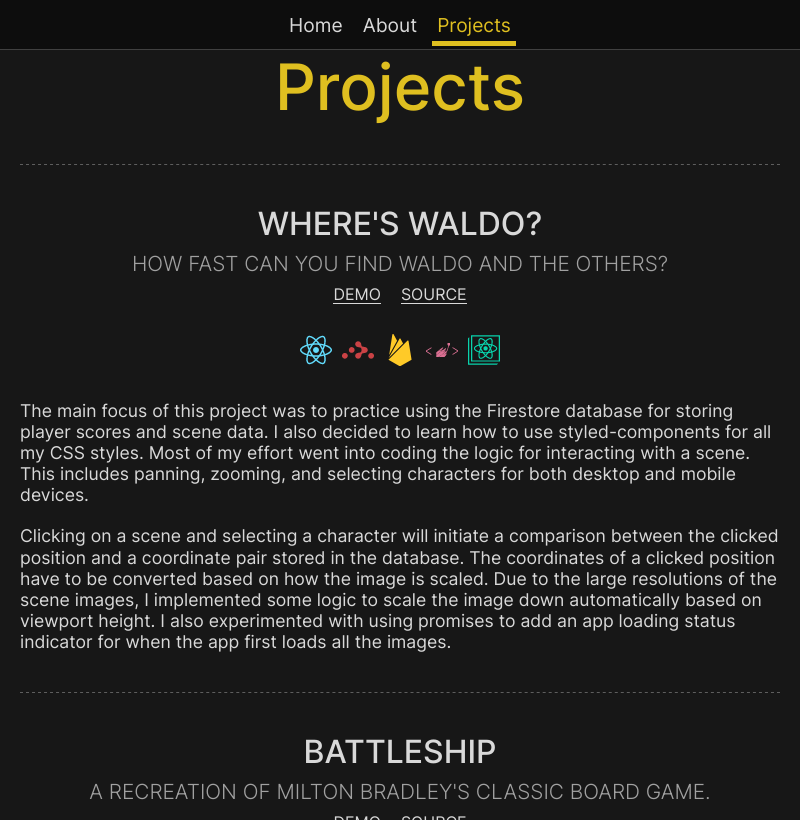 Home About Projects
Projects
WHERE'S WALDO?
HOW FAST CAN YOU FIND WALDO AND THE OTHERS?
DEMO SOURCE
The main focus of this project was to practice using the Firestore database for storing
player scores and scene data. I also decided to learn how to use styled-components for all
my CSS styles. Most of my effort went into coding the logic for interacting with a scene.
This includes panning, zooming, and selecting characters for both desktop and mobile
devices.
Clicking on a scene and selecting a character will initiate a comparison between the clicked
position and a coordinate pair stored in the database. The coordinates of a clicked position
have to be converted based on how the image is scaled. Due to the large resolutions of the
scene images, I implemented some logic to scale the image down automatically based on
viewport height. I also experimented with using promises to add an app loading status
indicator for when the app first loads all the images.
BATTLESHIP
A RECREATION OF MILTON BRADLEY'S CLASSIC BOARD GAME.
DEMO SOURCE